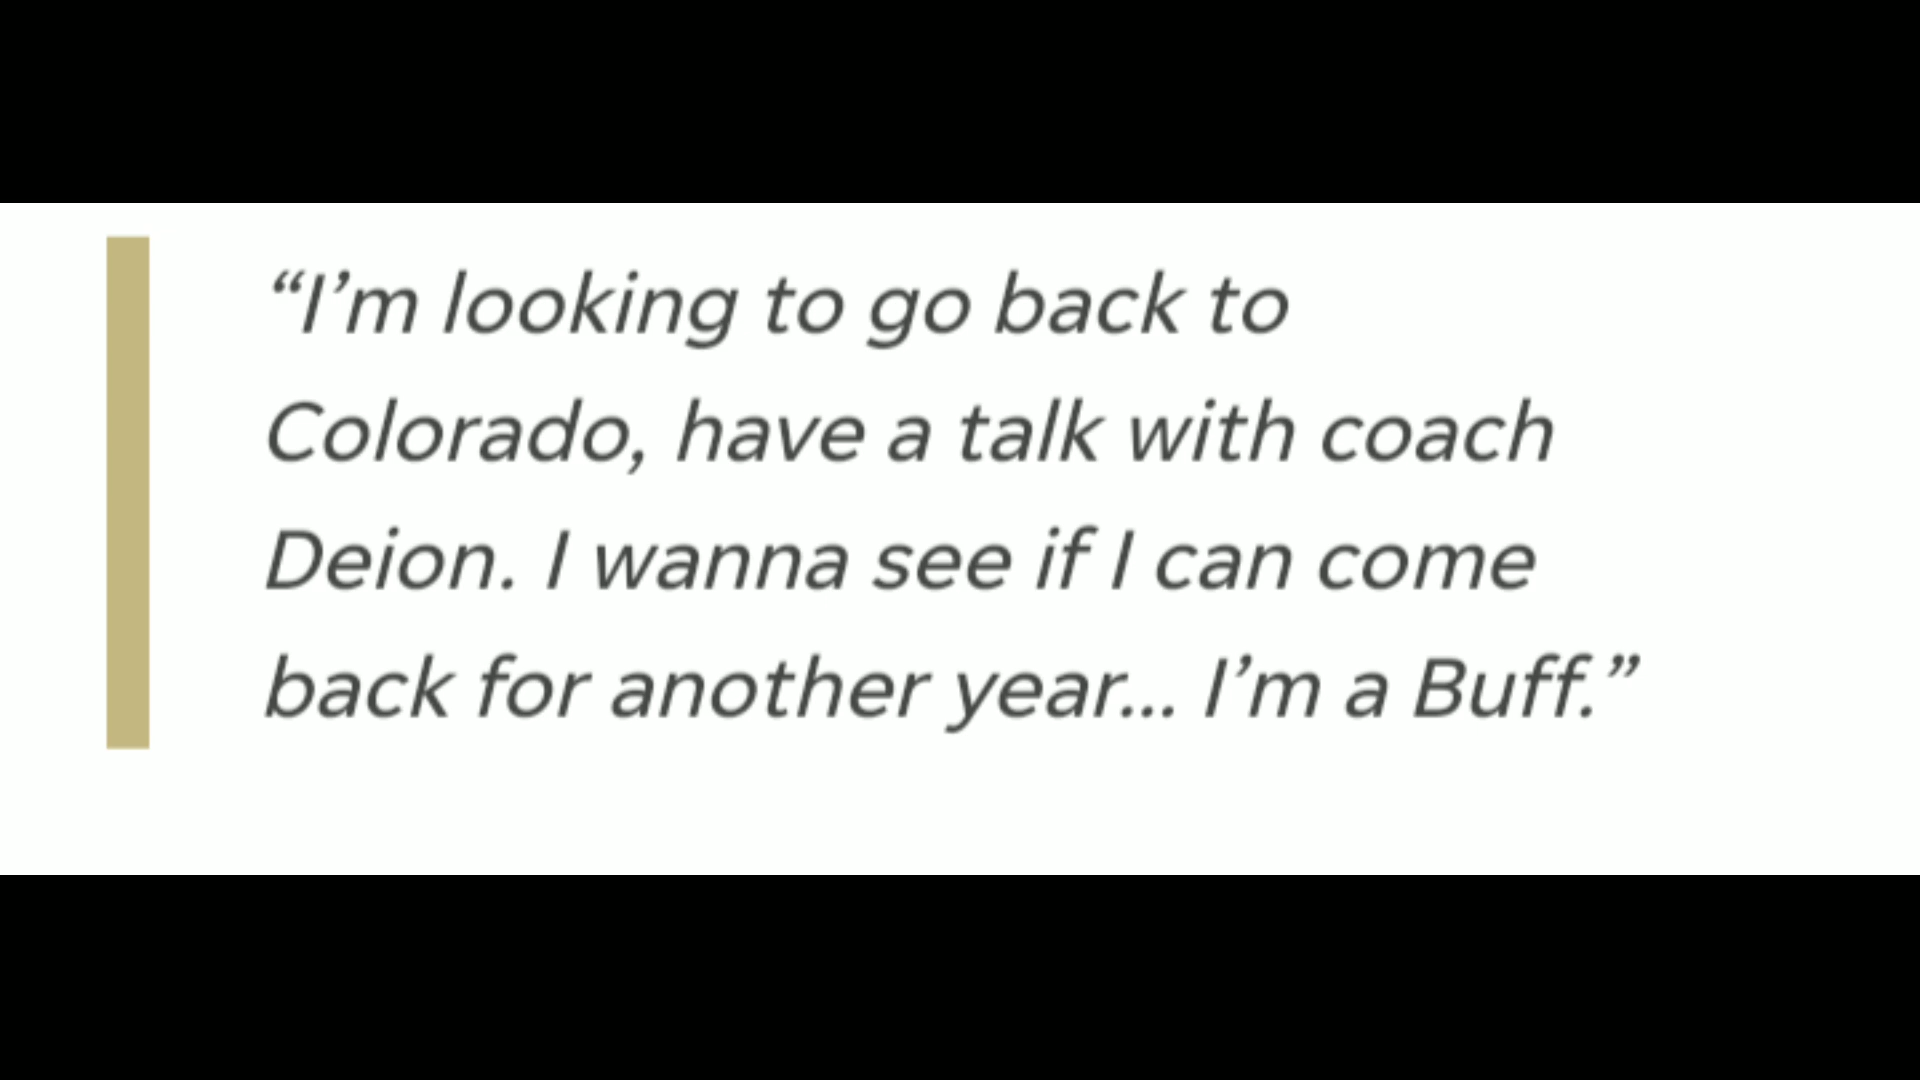 “I’m looking to go back to
Colorado, have a talk with coach
Deion. I wanna see if I can come
back for another year... I’m a Buff.”